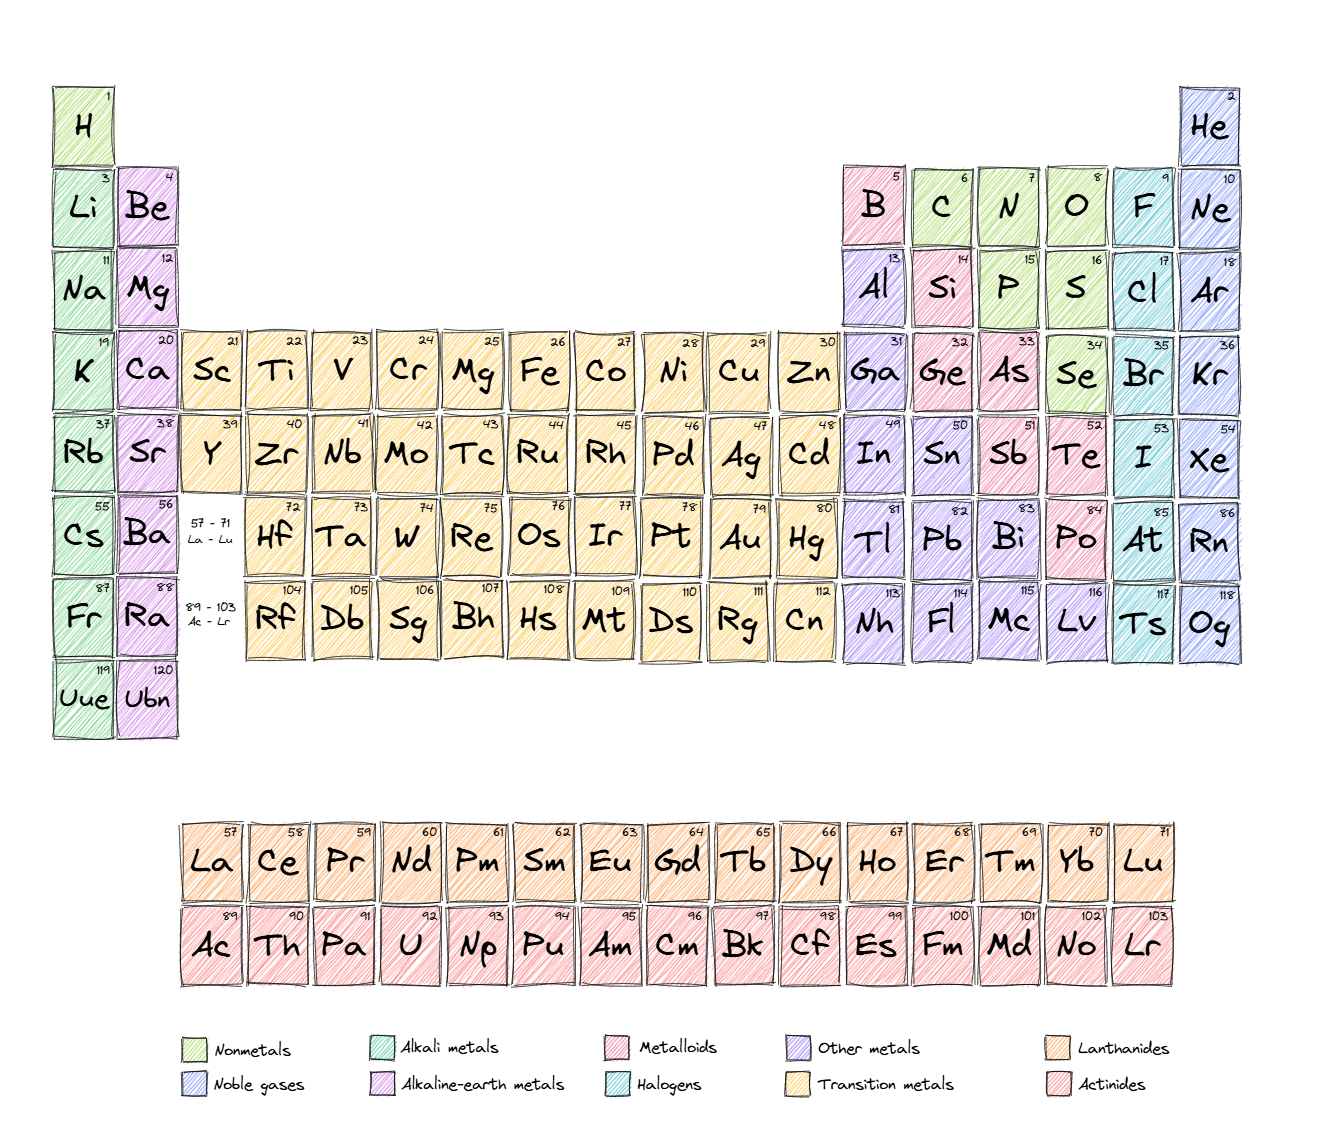 1 2
H He
3 4 5 6 7 8 9 10
Li Be B C N O F Ne
11 12 13 14 15 16 17 18
Na Mg Al Si P S Cl Ar
19 20 21 22 23 24 25 26 27 28 29 30 31 32 33 34 35 36
K Ca Sc Ti V Cr Mg Fe Co Ni Cu Zn Ga Ge As Se Br Kr
37 38 39 40 41 42 43 44 45 46 47 48 49 50 51 52 53 54
Rb Sr Y Zr Nb Mo Tc Ru Rh Pd Ag Cd In Sn Sb Te I Xe
55 56 72 73 74 75 76 77 78 79 80 81 82 83 84 85 86
57 - 71
Cs Ba Hf Ta W Re Os Ir Pt Au Hg Tl Pb Bi Po At Rn
La - Lu
87 88 104 105 106 107 108 109 110 111 112 113 114 115 116 117 118
89 - 103
Fr Ra Rf Db Sg Bh Hs Mt Ds Rg Cn Nh Fl Mc Lv Ts Og
Ac - Lr
119 120
Uue Ubn
57 58 59 60 61 62 63 64 65 66 67 68 69 70 71
La Ce Pr Nd Pm Sm Eu Gd Tb Dy Ho Er Tm Yb Lu
89 90 91 92 93 94 95 96 97 98 99 100 101 102 103
Ac Th Pa U Np Pu Am Cm Bk Cf Es Fm Md No Lr
Nonmetals Alkali metals Metalloids Other metals Lanthanides
Noble gases Alkaline-earth metals Halogens Transition metals Actinides